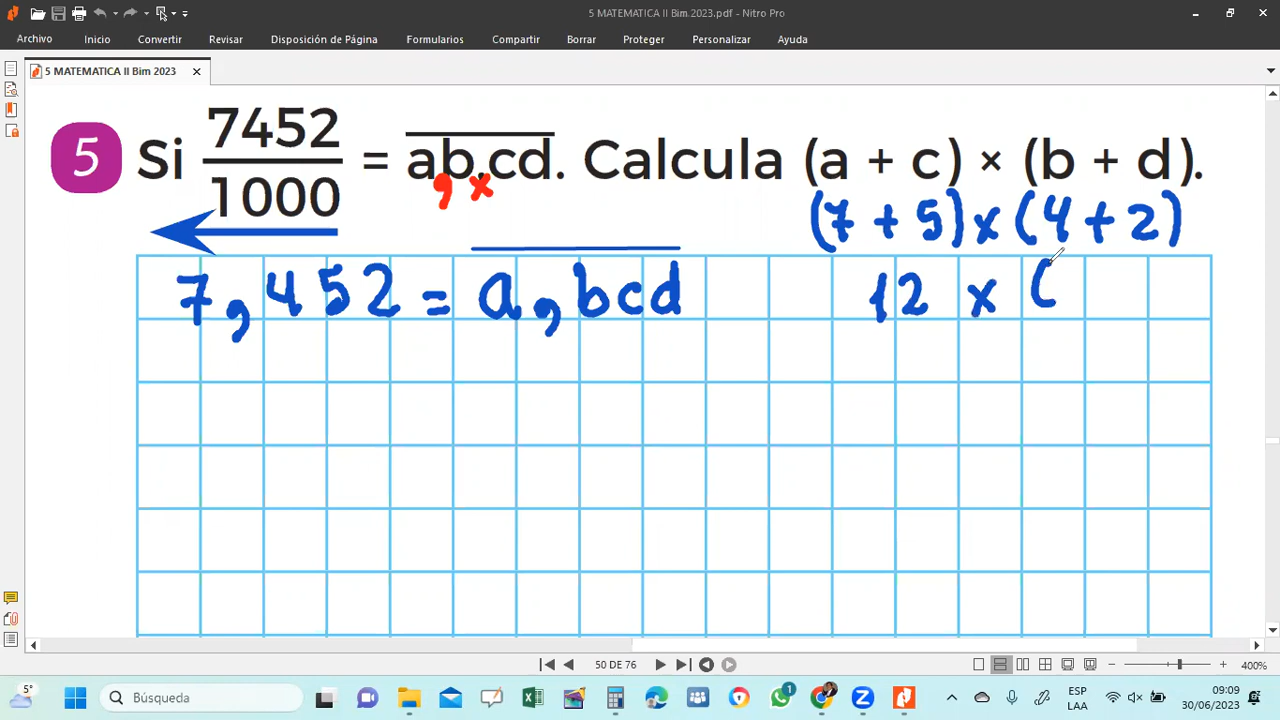 5 MATEMATICA II Bim 2023.pdf - Nitro Pro
Archivo Inicio Convertir Revisar Disposición de Página Formularios Compartir Borrar Proteger Personalizar Ayuda
5 MATEMATICA II Bim 2023
5 Si 7452/1000 = ab,cd. Calcula (a + c) × (b + d).
, x
(7 + 5) x (4 + 2)
7,452 = a,bcd 12 x (
50 DE 76
400%
5°
Búsqueda
1
ESP
LAA
09:09
30/06/2023